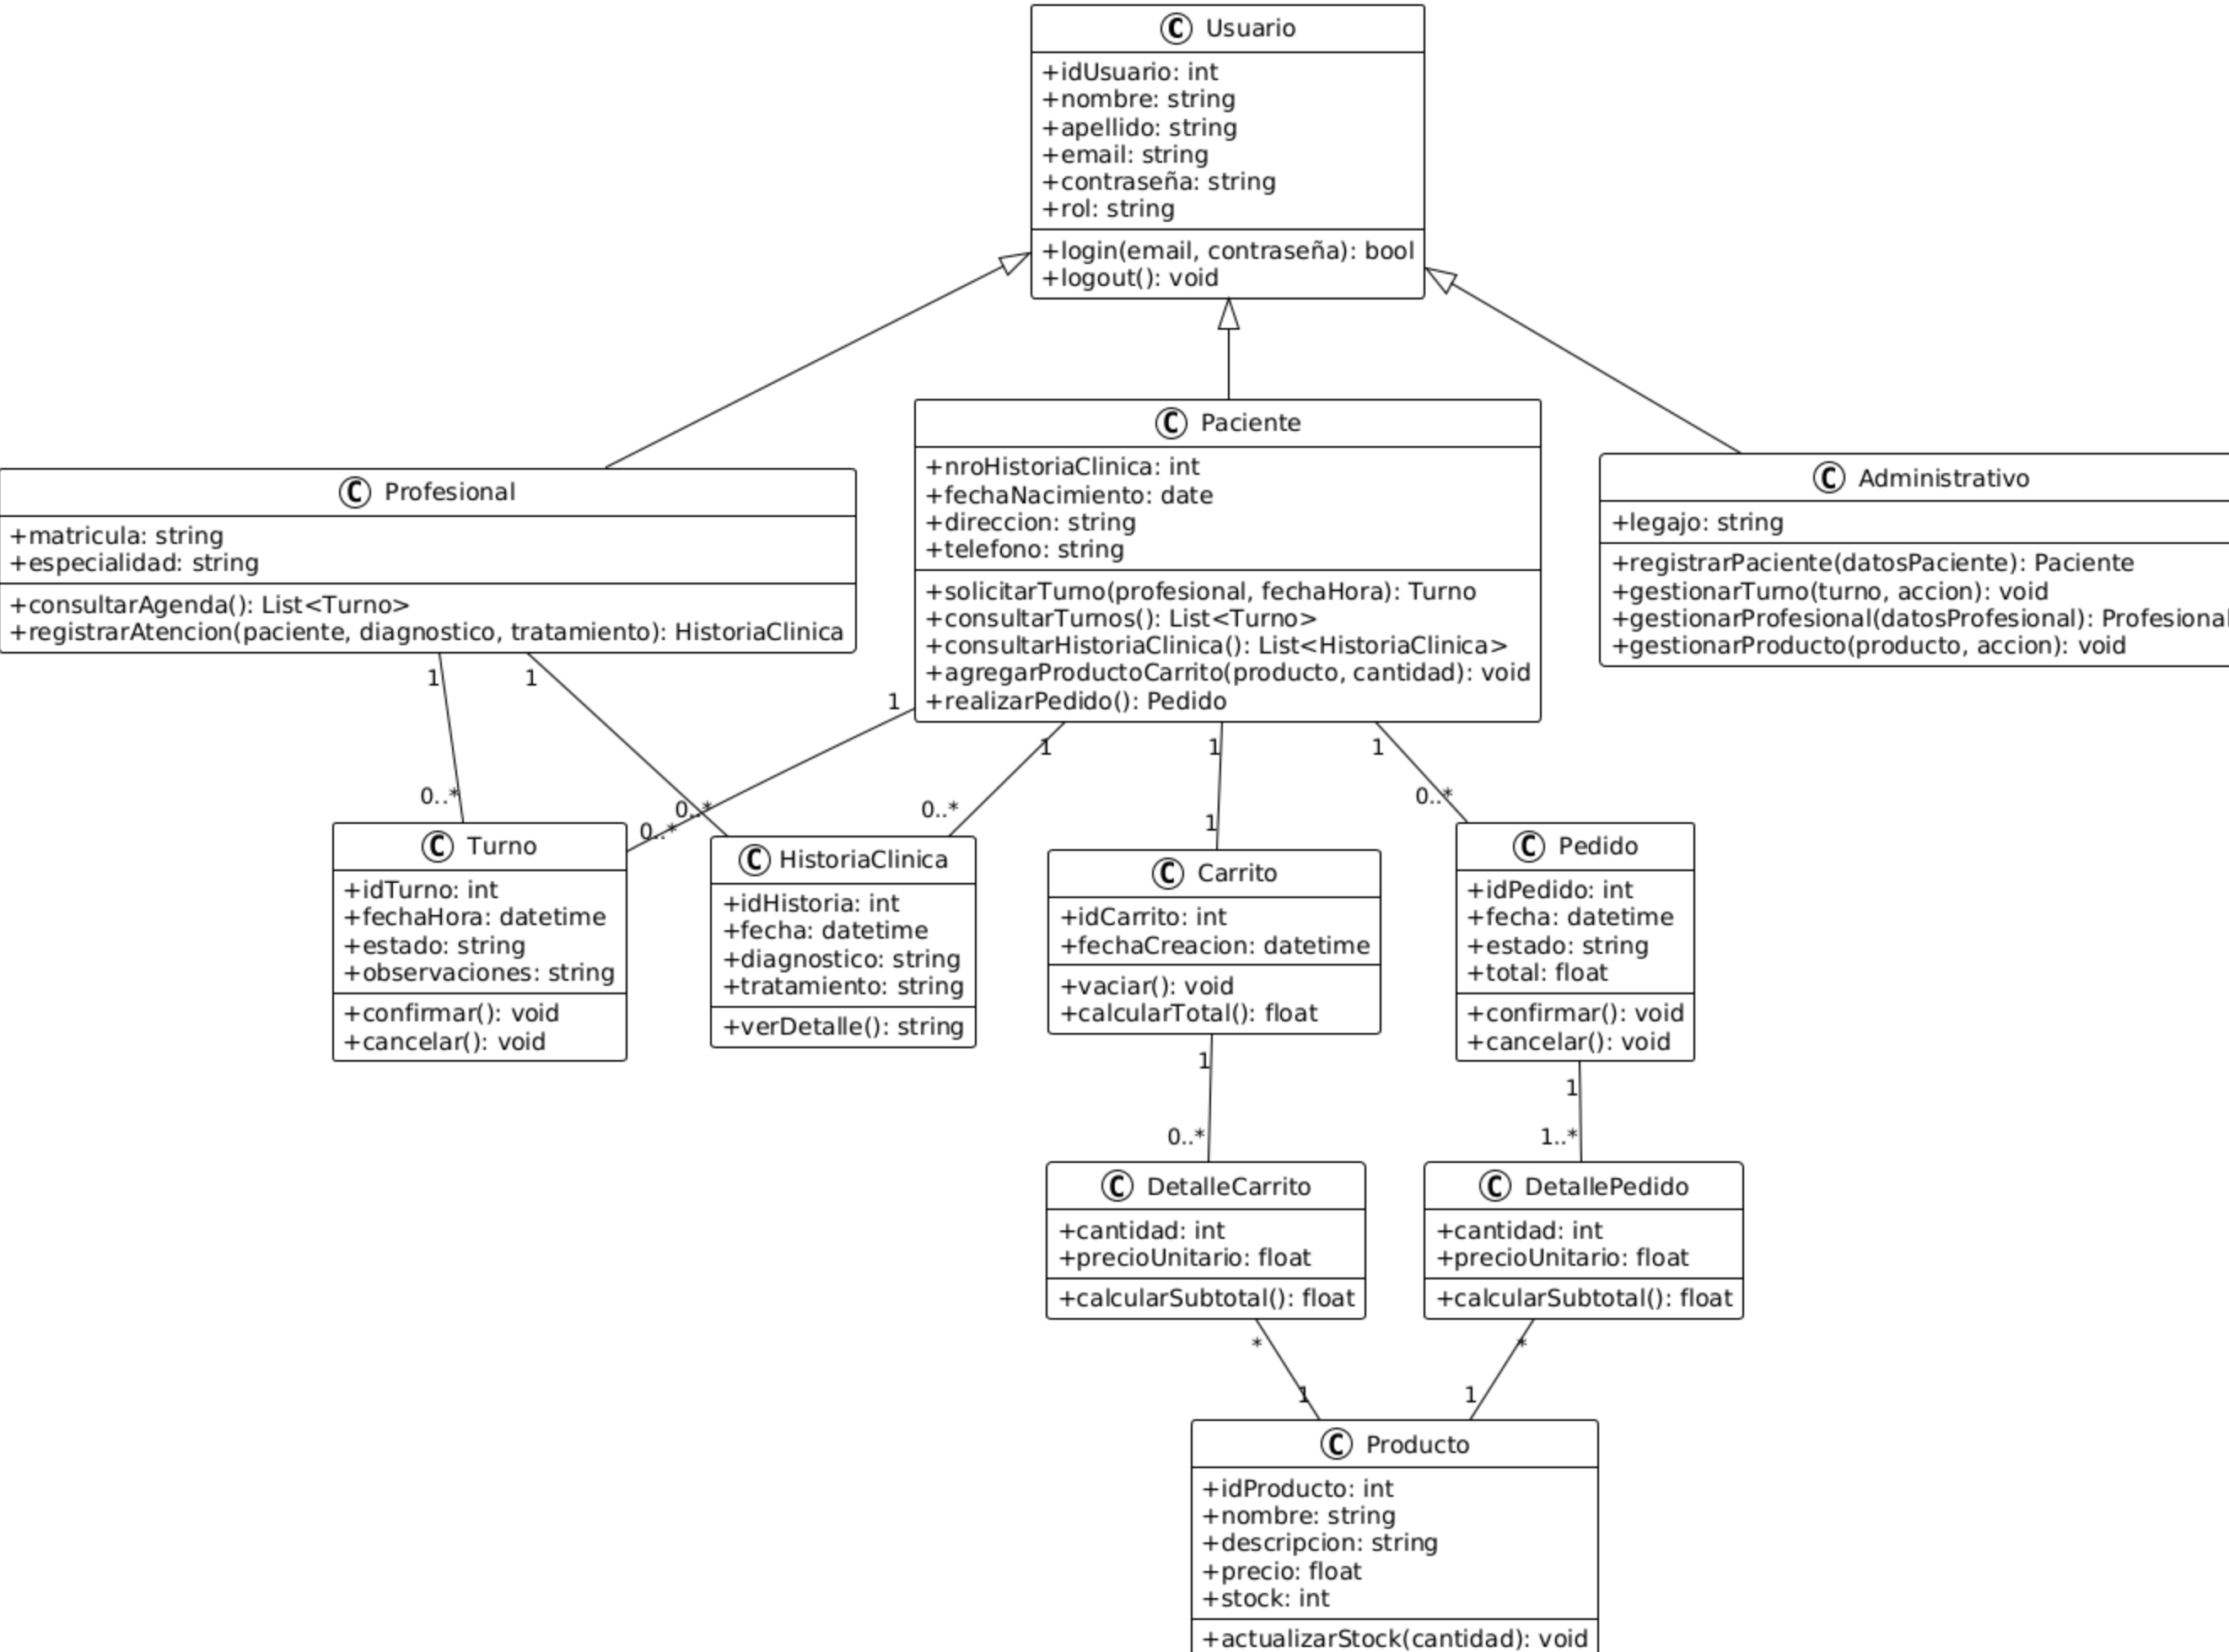 C Usuario
+idUsuario: int
+nombre: string
+apellido: string
+email: string
+contraseña: string
+rol: string
+login(email, contraseña): bool
+logout(): void
C Profesional
+matricula: string
+especialidad: string
+consultarAgenda(): List<Turno>
+registrarAtencion(paciente, diagnostico, tratamiento): HistoriaClinica
C Paciente
+nroHistoriaClinica: int
+fechaNacimiento: date
+direccion: string
+telefono: string
+solicitarTurno(profesional, fechaHora): Turno
+consultarTurnos(): List<Turno>
+consultarHistoriaClinica(): List<HistoriaClinica>
+agregarProductoCarrito(producto, cantidad): void
+realizarPedido(): Pedido
C Administrativo
+legajo: string
+registrarPaciente(datosPaciente): Paciente
+gestionarTurno(turno, accion): void
+gestionarProfesional(datosProfesional): Profesional
+gestionarProducto(producto, accion): void
1
1
1
1
1
1
0..*
0..*
0..*
0..*
1
0..*
C Turno
+idTurno: int
+fechaHora: datetime
+estado: string
+observaciones: string
+confirmar(): void
+cancelar(): void
C HistoriaClinica
+idHistoria: int
+fecha: datetime
+diagnostico: string
+tratamiento: string
+verDetalle(): string
C Carrito
+idCarrito: int
+fechaCreacion: datetime
+vaciar(): void
+calcularTotal(): float
C Pedido
+idPedido: int
+fecha: datetime
+estado: string
+total: float
+confirmar(): void
+cancelar(): void
1
0..*
1
1..*
C DetalleCarrito
+cantidad: int
+precioUnitario: float
+calcularSubtotal(): float
C DetallePedido
+cantidad: int
+precioUnitario: float
+calcularSubtotal(): float
*
1
*
1
C Producto
+idProducto: int
+nombre: string
+descripcion: string
+precio: float
+stock: int
+actualizarStock(cantidad): void